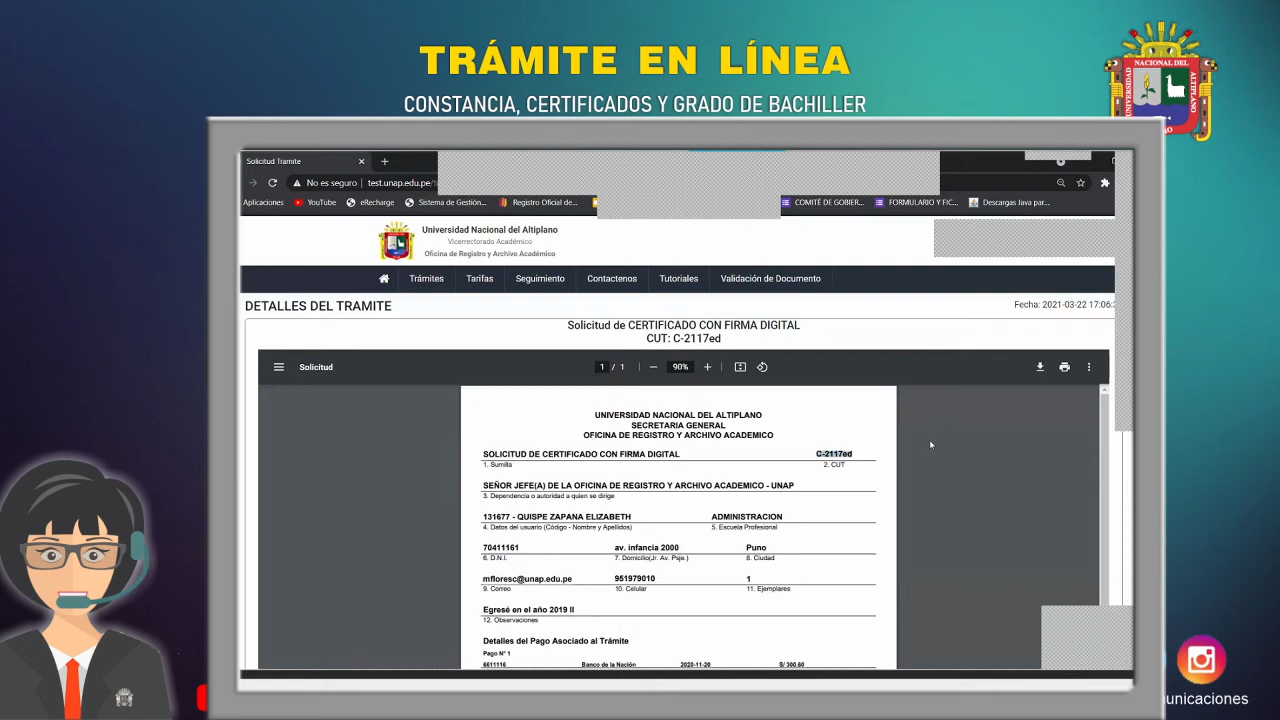 TRÁMITE EN LÍNEA
CONSTANCIA, CERTIFICADOS Y GRADO DE BACHILLER
UNIVERSIDAD NACIONAL DEL ALTIPLANO
Solicitud Tramite
No es seguro | test.unap.edu.pe/
Aplicaciones YouTube eRecharge Sistema de Gestión... Registro Oficial de... COMITÉ DE GOBIER... FORMULARIO Y FIC... Descargas Java par...
Universidad Nacional del Altiplano
Vicerrectorado Académico
Oficina de Registro y Archivo Académico
Trámites Tarifas Seguimiento Contactenos Tutoriales Validación de Documento
DETALLES DEL TRAMITE
Fecha: 2021-03-22 17:06:
Solicitud de CERTIFICADO CON FIRMA DIGITAL
CUT: C-2117ed
Solicitud 1 / 1 90%
UNIVERSIDAD NACIONAL DEL ALTIPLANO
SECRETARIA GENERAL
OFICINA DE REGISTRO Y ARCHIVO ACADEMICO
SOLICITUD DE CERTIFICADO CON FIRMA DIGITAL C-2117ed
1. Sumilla 2. CUT
SEÑOR JEFE(A) DE LA OFICINA DE REGISTRO Y ARCHIVO ACADEMICO - UNAP
3. Dependencia o autoridad a quien se dirige
131677 - QUISPE ZAPANA ELIZABETH ADMINISTRACION
4. Datos del usuario (Código - Nombre y Apellidos) 5. Escuela Profesional
70411161 av. infancia 2000 Puno
6. D.N.I. 7. Domicilio(Jr. Av. Psje.) 8. Ciudad
mfloresc@unap.edu.pe 951979010 1
9. Correo 10. Celular 11. Ejemplares
Egresé en el año 2019 II
12. Observaciones
Detalles del Pago Asociado al Trámite
Pago N° 1
6611116 Banco de la Nación 2020-11-20 S/ 300.60
unicaciones